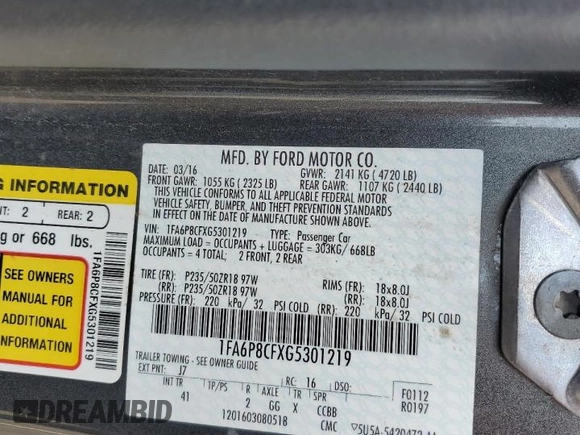 MFD. BY FORD MOTOR CO.
DATE: 03/16 GVWR: 2141 KG ( 4720 LB)
FRONT GAWR: 1055 KG ( 2325 LB) REAR GAWR: 1107 KG ( 2440 LB)
THIS VEHICLE CONFORMS TO ALL APPLICABLE FEDERAL MOTOR
VEHICLE SAFETY, BUMPER, AND THEFT PREVENTION STANDARDS
IN EFFECT ON THE DATE OF MANUFACTURE SHOWN ABOVE.
VIN: 1FA6P8CFXG5301219 TYPE: Passenger Car
MAXIMUM LOAD = OCCUPANTS + LUGGAGE = 303KG / 668LB
OCCUPANTS: 4 TOTAL; 2 FRONT, 2 REAR
TIRE (FR): P235/50ZR18 97W RIMS (FR): 18x8.0J
(RR): P235/50ZR18 97W (RR): 18x8.0J
PRESSURE (FR): 220 kPa/ 32 PSI COLD (RR): 220 kPa/ 32 PSI COLD
1FA6P8CFXG5301219
TRAILER TOWING - SEE OWNER GUIDE
EXT PNT: J7 RC: 16 DSO: F0112
INT TR TP/PS R AXLE TR SPR R0197
41 2 GG X CCBB
1201603080518 CMC
G INFORMATION
NT: 2 REAR: 2
g or 668 lbs.
SEE OWNERS
MANUAL FOR
ADDITIONAL
INFORMATION
1FA6P8CFXG5301219
DREAMBID